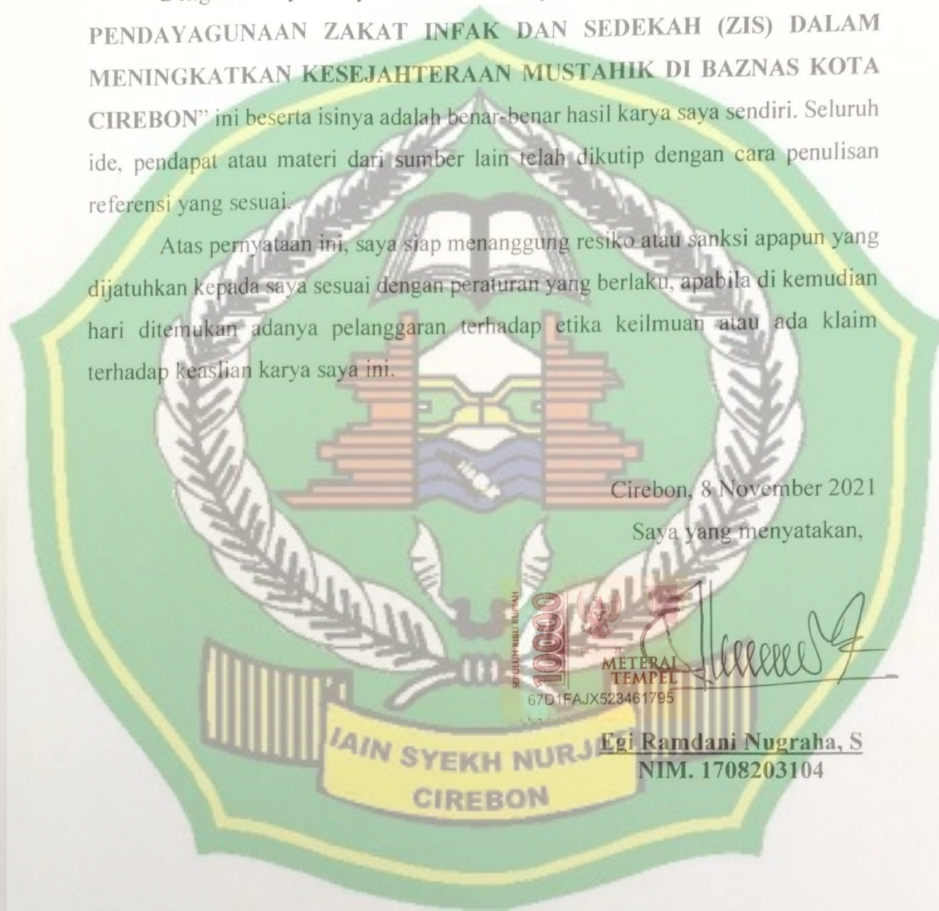 PENDAYAGUNAAN ZAKAT INFAK DAN SEDEKAH (ZIS) DALAM
MENINGKATKAN KESEJAHTERAAN MUSTAHIK DI BAZNAS KOTA
CIREBON” ini beserta isinya adalah benar-benar hasil karya saya sendiri. Seluruh
ide, pendapat atau materi dari sumber lain telah dikutip dengan cara penulisan
referensi yang sesuai.
Atas pernyataan ini, saya siap menanggung resiko atau sanksi apapun yang
dijatuhkan kepada saya sesuai dengan peraturan yang berlaku, apabila di kemudian
hari ditemukan adanya pelanggaran terhadap etika keilmuan atau ada klaim
terhadap keaslian karya saya ini.
Cirebon, 8 November 2021
Saya yang menyatakan,
SEPULUH RIBU RUPIAH
10000
METERAI
TEMPEL
67D1FAJX523461795
Egi Ramdani Nugraha, S
NIM. 1708203104
IAIN SYEKH NURJATI
CIREBON